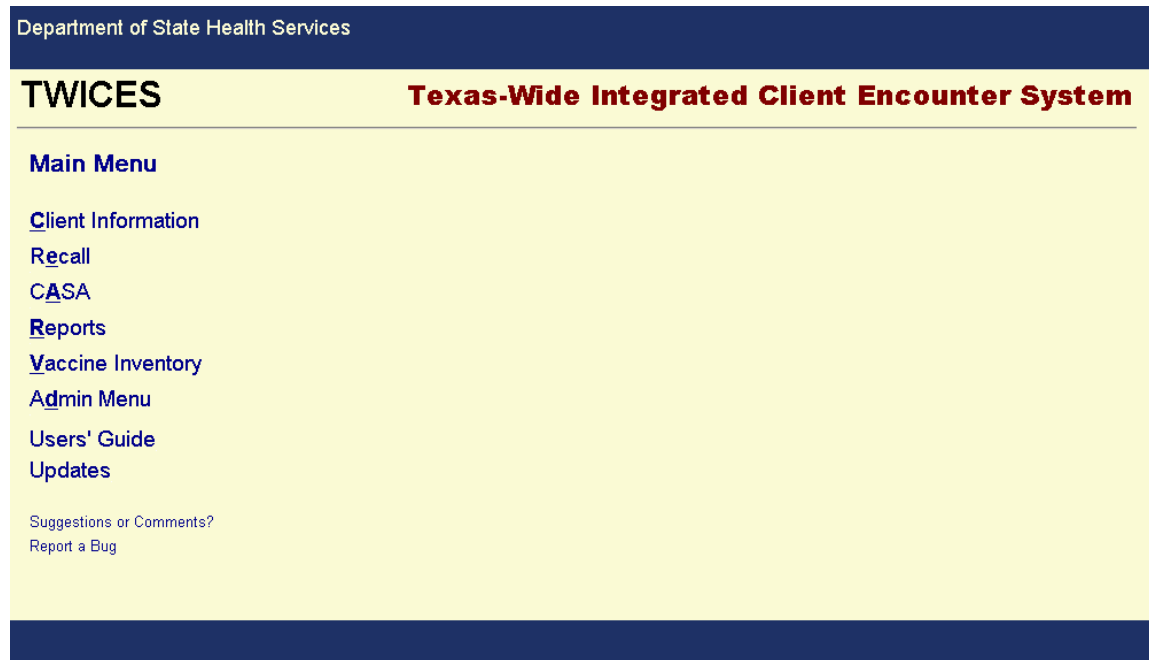 Department of State Health Services
TWICES Texas-Wide Integrated Client Encounter System
Main Menu
Client Information
Recall
CASA
Reports
Vaccine Inventory
Admin Menu
Users' Guide
Updates
Suggestions or Comments?
Report a Bug